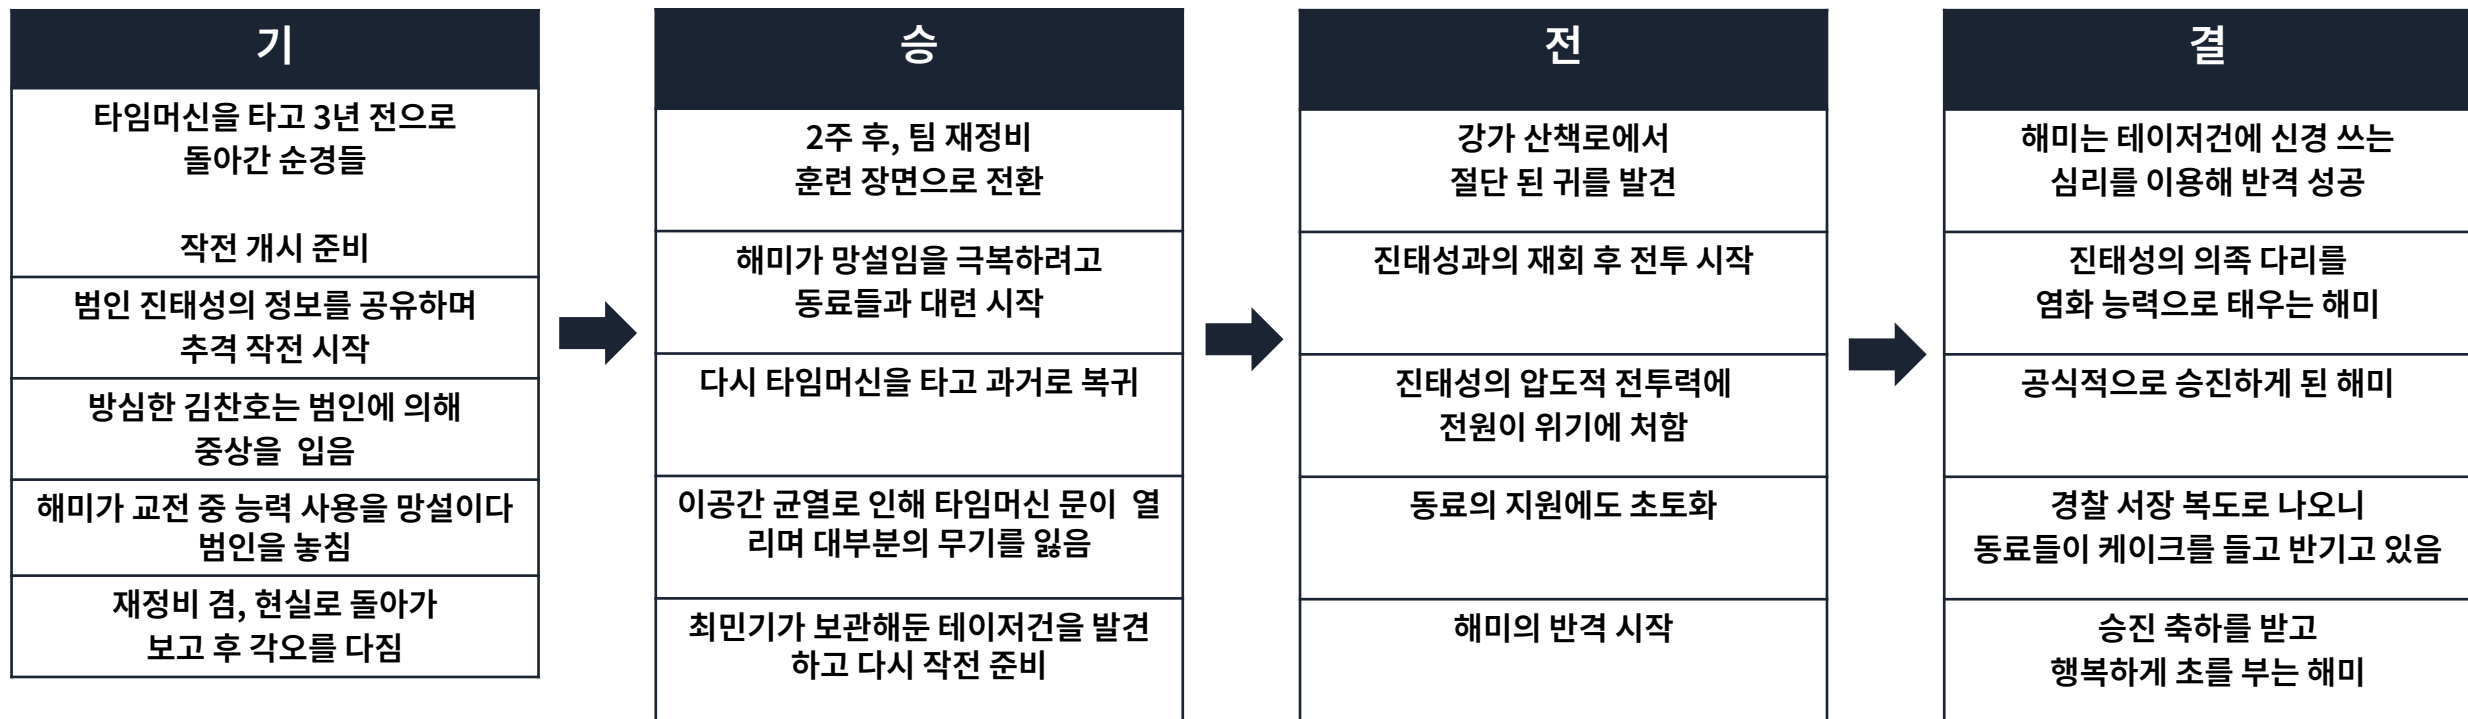 기
타임머신을 타고 3년 전으로
돌아간 순경들
작전 개시 준비
범인 진태성의 정보를 공유하며
추격 작전 시작
방심한 김찬호는 범인에 의해
중상을 입음
해미가 교전 중 능력 사용을 망설이다
범인을 놓침
재정비 겸, 현실로 돌아가
보고 후 각오를 다짐
승
2주 후, 팀 재정비
훈련 장면으로 전환
해미가 망설임을 극복하려고
동료들과 대련 시작
다시 타임머신을 타고 과거로 복귀
이공간 균열로 인해 타임머신 문이 열
리며 대부분의 무기를 잃음
최민기가 보관해둔 테이저건을 발견
하고 다시 작전 준비
전
강가 산책로에서
절단 된 귀를 발견
진태성과의 재회 후 전투 시작
진태성의 압도적 전투력에
전원이 위기에 처함
동료의 지원에도 초토화
해미의 반격 시작
결
해미는 테이저건에 신경 쓰는
심리를 이용해 반격 성공
진태성의 의족 다리를
염화 능력으로 태우는 해미
공식적으로 승진하게 된 해미
경찰 서장 복도로 나오니
동료들이 케이크를 들고 반기고 있음
승진 축하를 받고
행복하게 초를 부는 해미